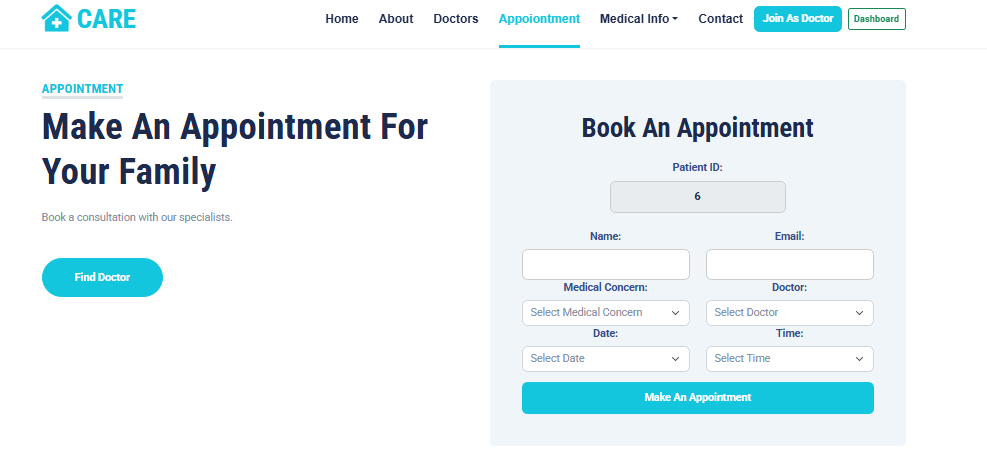 CARE
Home About Doctors Appoiontment Medical Info Contact Join As Doctor Dashboard
APPOINTMENT
Make An Appointment For
Your Family
Book a consultation with our specialists.
Find Doctor
Book An Appointment
Patient ID:
6
Name: Email:
Medical Concern: Doctor:
Select Medical Concern Select Doctor
Date: Time:
Select Date Select Time
Make An Appointment